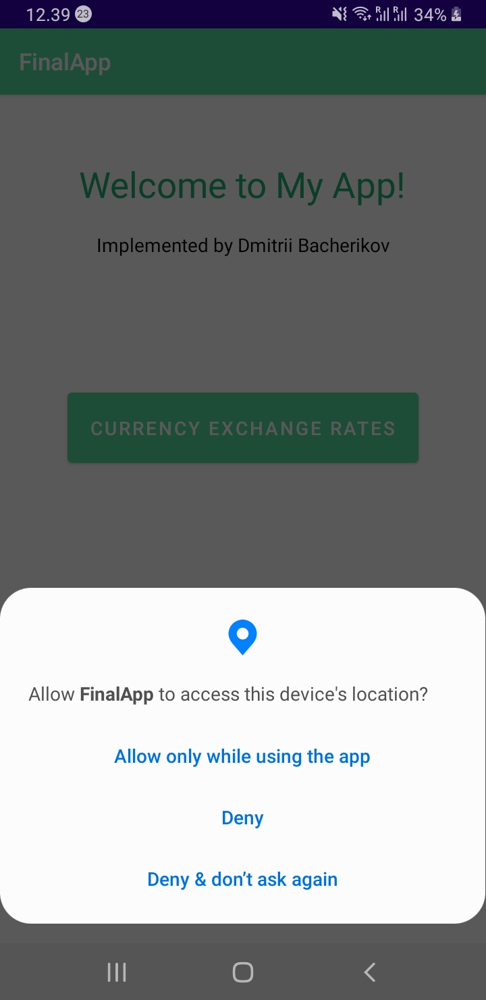 12.39 23 R R 34%
FinalApp
Welcome to My App!
Implemented by Dmitrii Bacherikov
CURRENCY EXCHANGE RATES
Allow FinalApp to access this device's location?
Allow only while using the app
Deny
Deny & don’t ask again